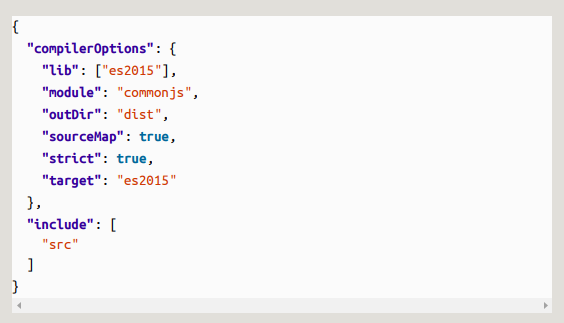 {
  "compilerOptions": {
    "lib": ["es2015"],
    "module": "commonjs",
    "outDir": "dist",
    "sourceMap": true,
    "strict": true,
    "target": "es2015"
  },
  "include": [
    "src"
  ]
}